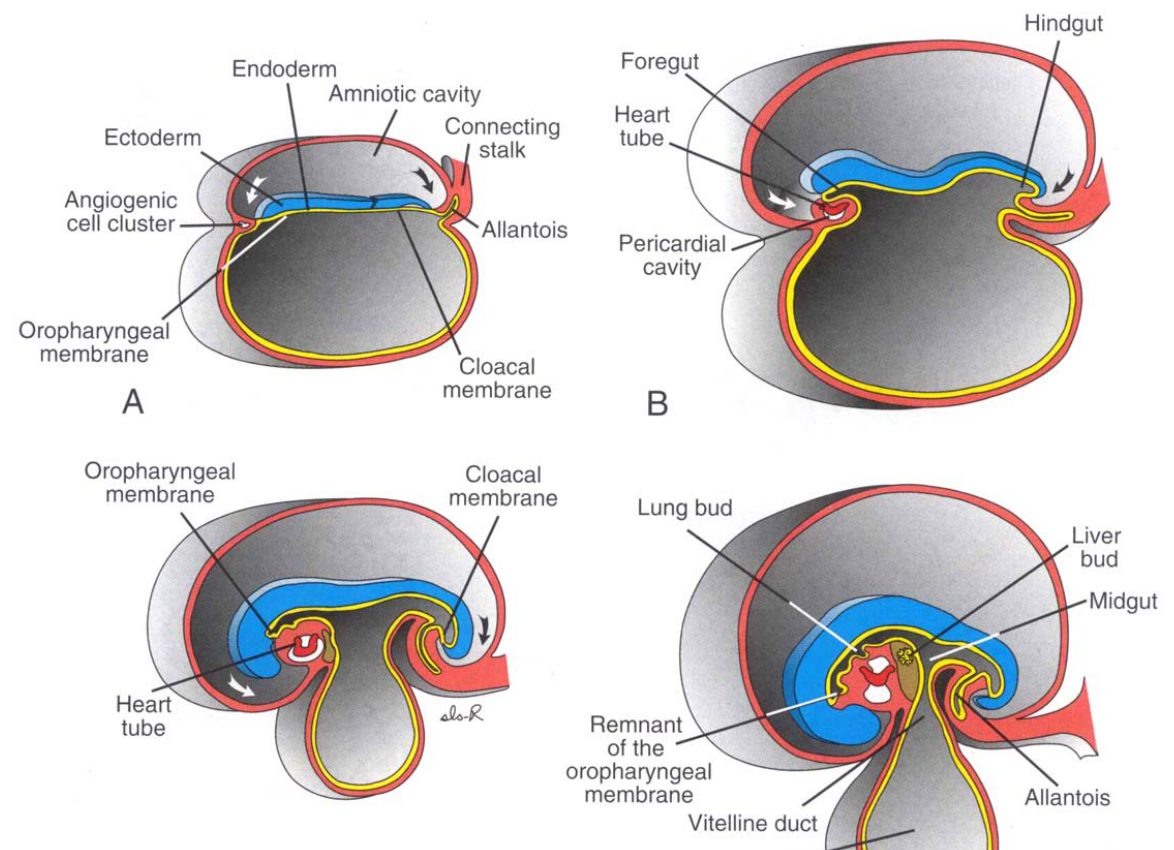 Endoderm
Amniotic cavity
Ectoderm
Connecting
stalk
Angiogenic
cell cluster
Allantois
Oropharyngeal
membrane
Cloacal
membrane
A
Hindgut
Foregut
Heart
tube
Pericardial
cavity
B
Oropharyngeal
membrane
Cloacal
membrane
Heart
tube
sls-R
Lung bud
Liver
bud
Midgut
Remnant
of the
oropharyngeal
membrane
Vitelline duct
Allantois